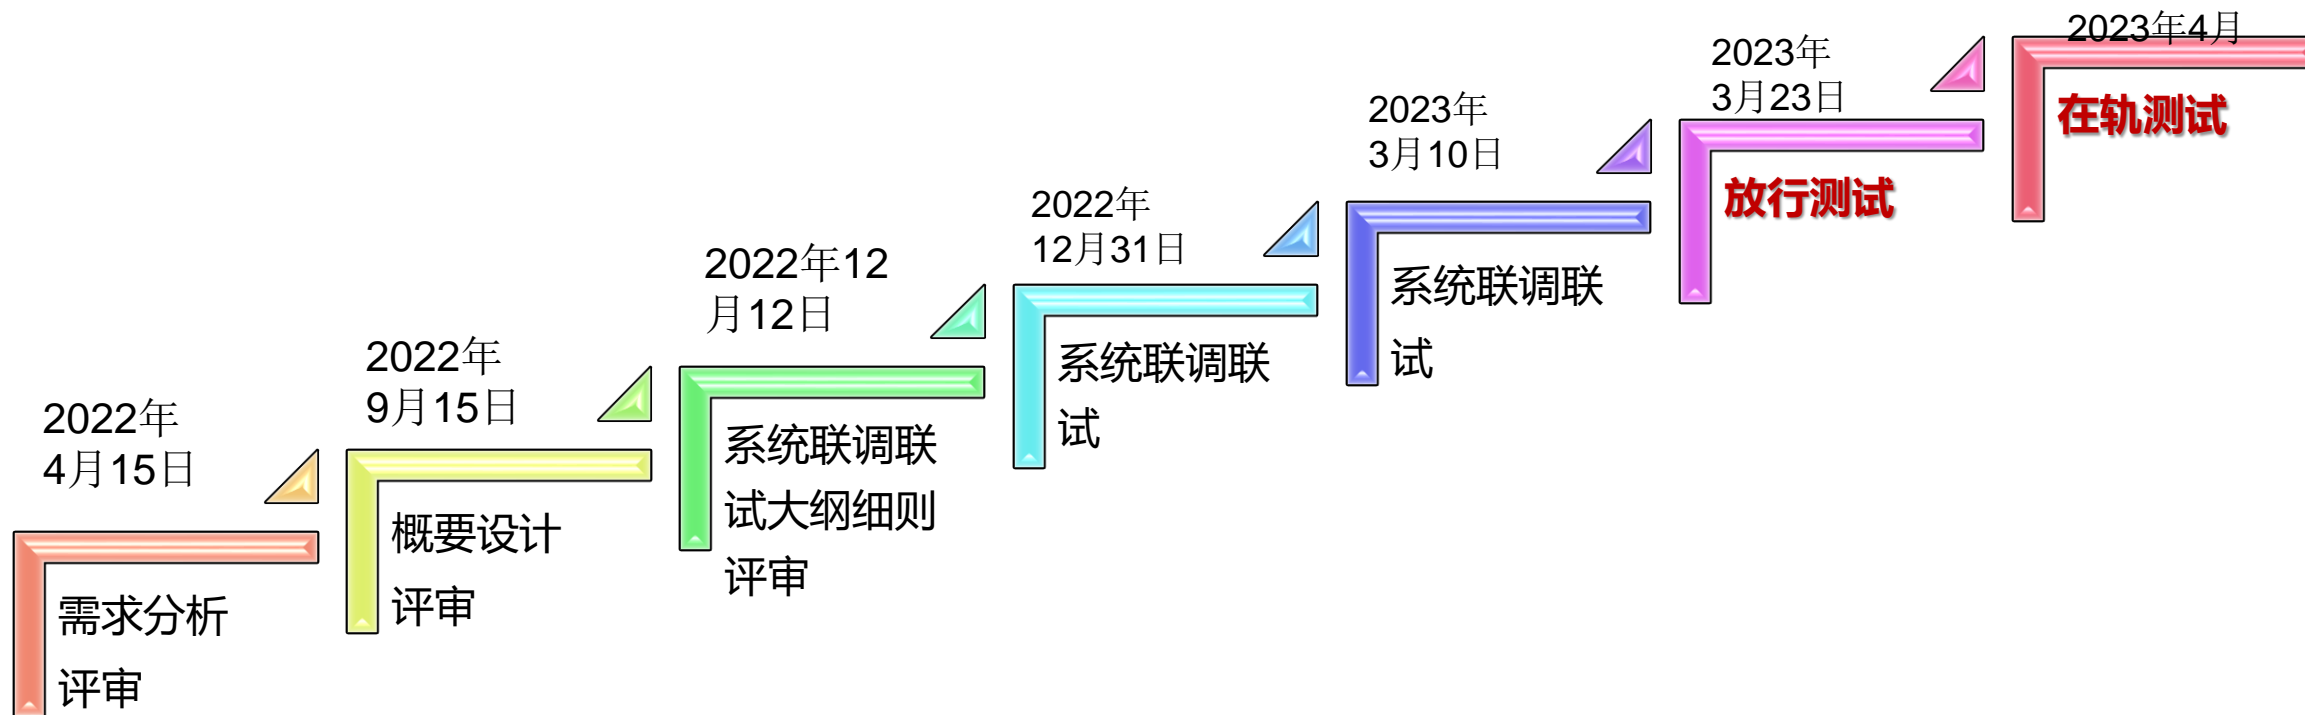 2022年
4月15日
需求分析
评审
2022年
9月15日
概要设计
评审
2022年12
月12日
系统联调联
试大纲细则
评审
2022年
12月31日
系统联调联
试
2023年
3月10日
系统联调联
试
2023年
3月23日
放行测试
2023年4月
在轨测试